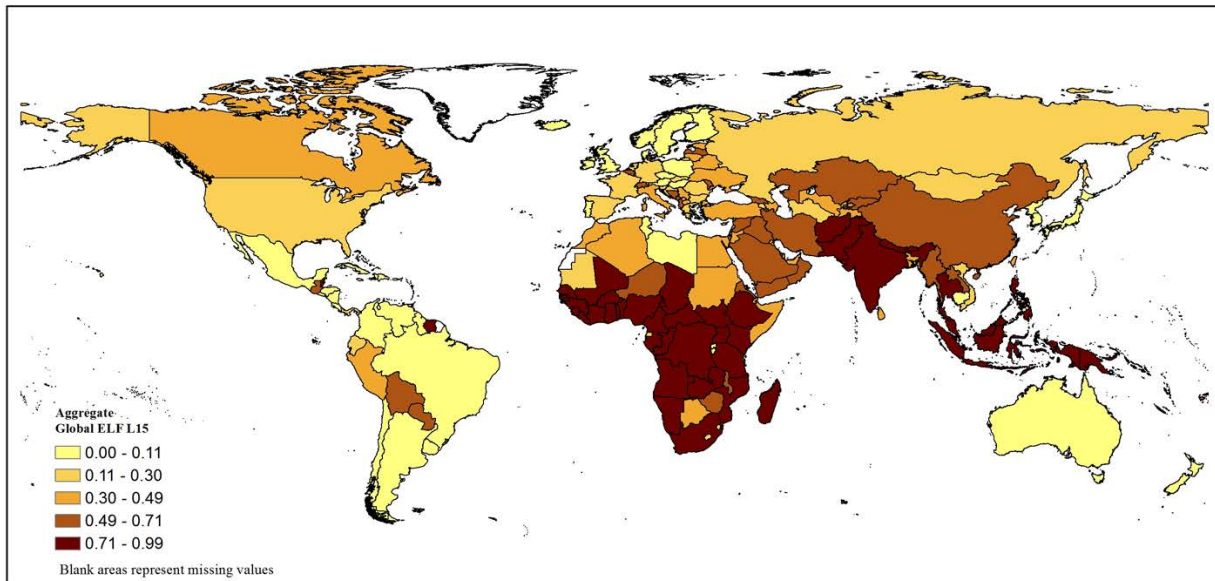 Aggregate
Global ELF L15
0.00 - 0.11
0.11 - 0.30
0.30 - 0.49
0.49 - 0.71
0.71 - 0.99
Blank areas represent missing values